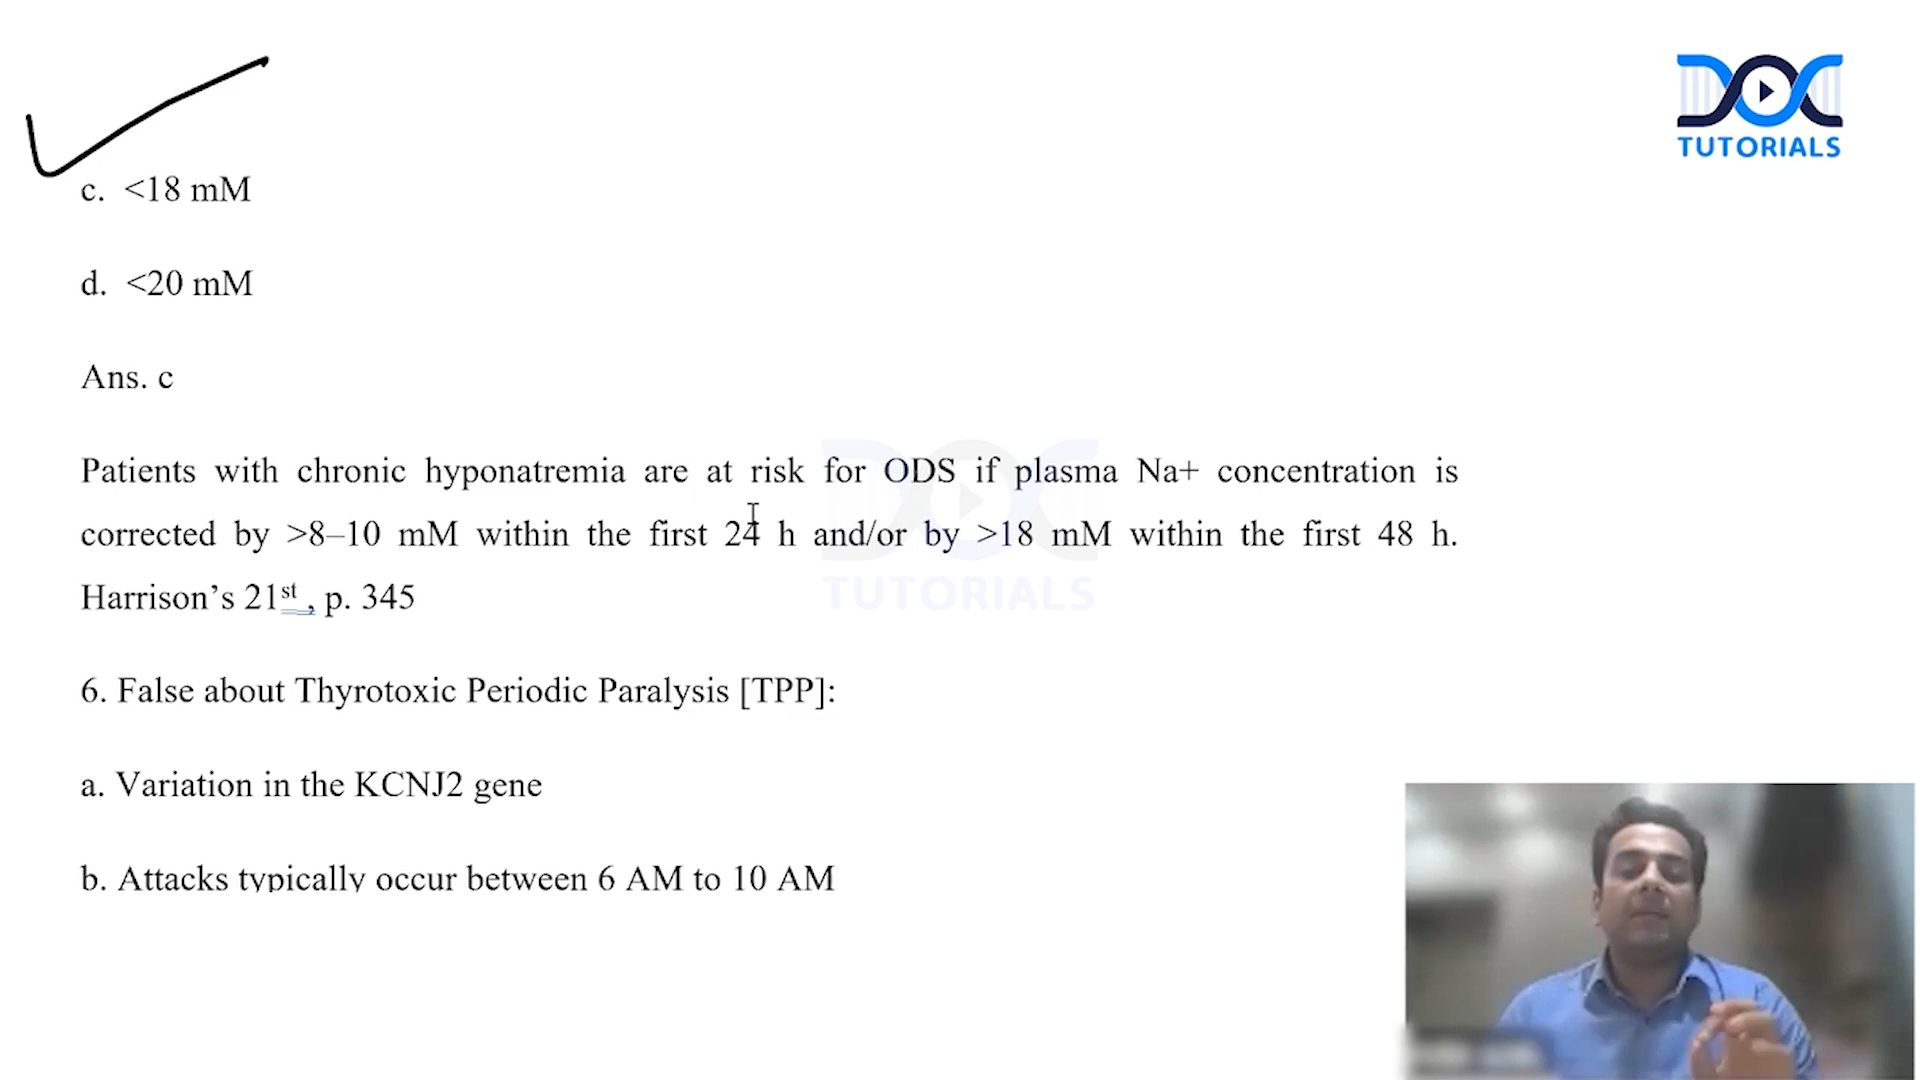 DOC
TUTORIALS
c. <18 mM
d. <20 mM
Ans. c
Patients with chronic hyponatremia are at risk for ODS if plasma Na+ concentration is
corrected by >8–10 mM within the first 24 h and/or by >18 mM within the first 48 h.
Harrison’s 21st , p. 345
TUTORIALS
6. False about Thyrotoxic Periodic Paralysis [TPP]:
a. Variation in the KCNJ2 gene
b. Attacks typically occur between 6 AM to 10 AM